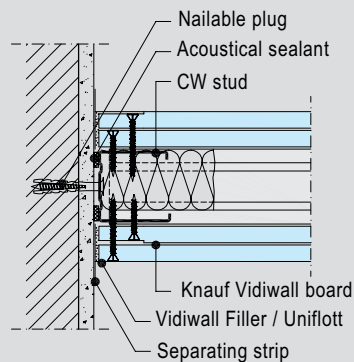 Nailable plug
Acoustical sealant
CW stud
Knauf Vidiwall board
Vidiwall Filler / Uniflott
Separating strip